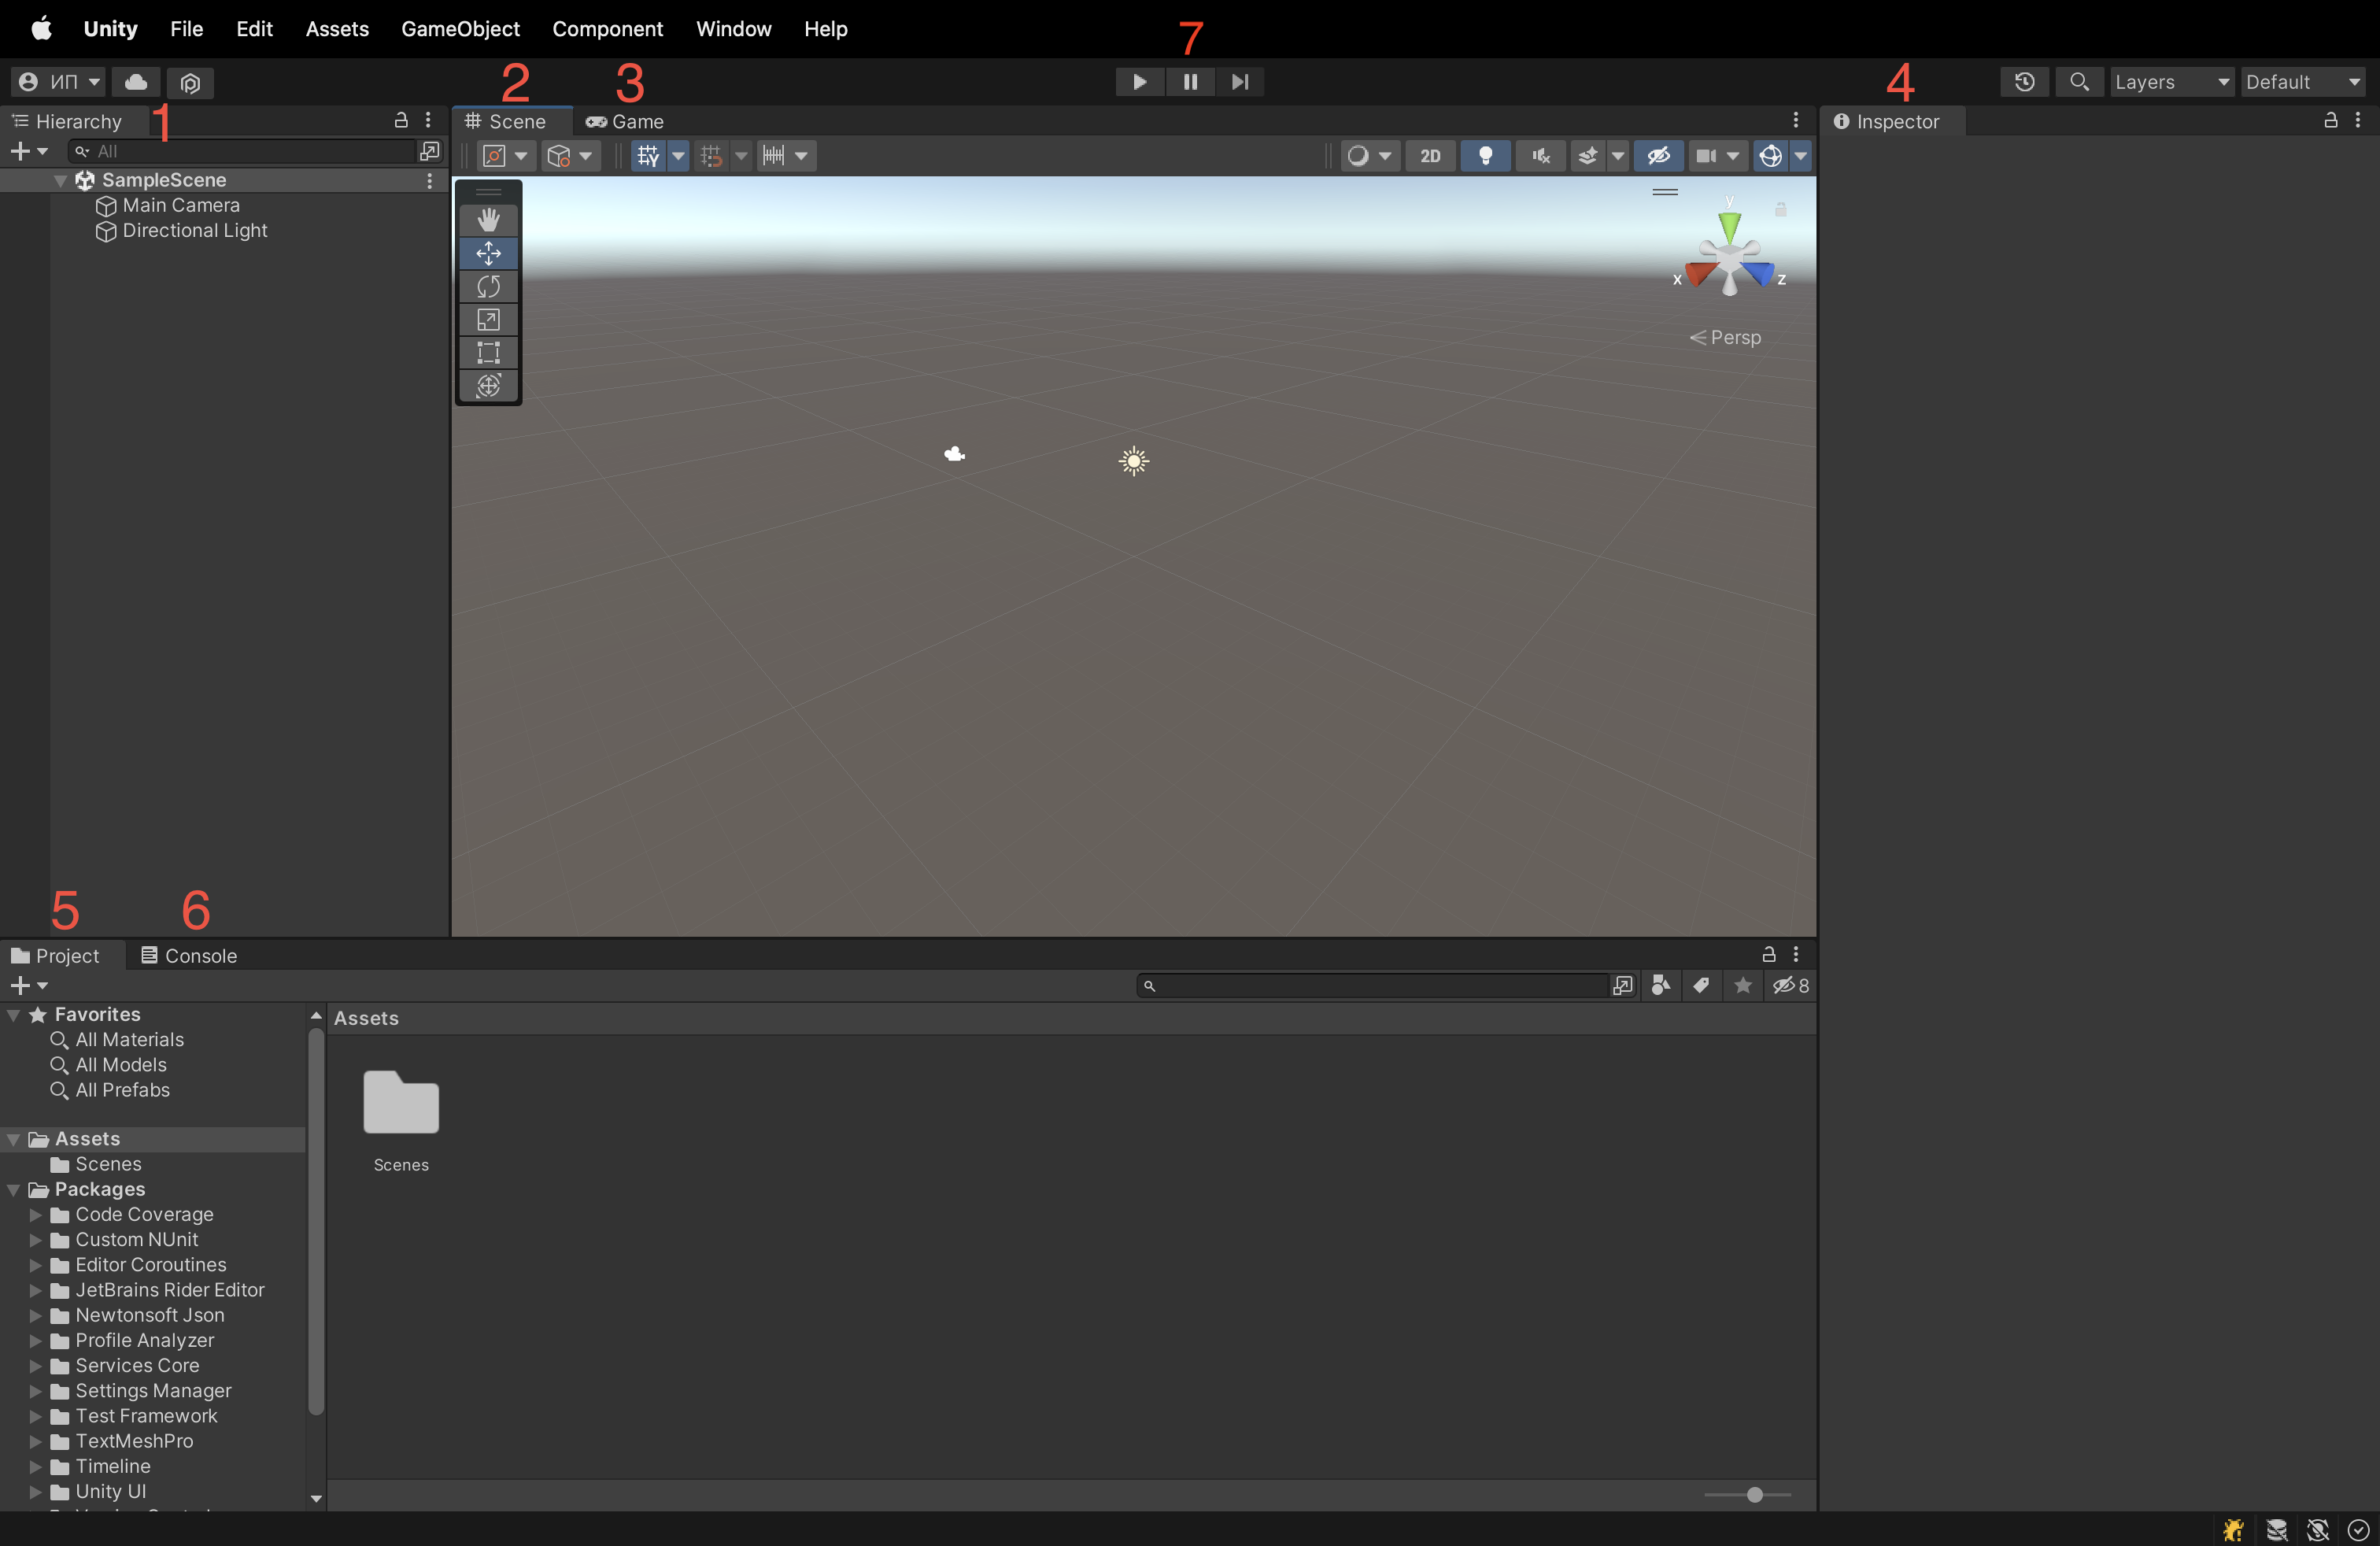 Unity File Edit Assets GameObject Component Window Help
7
ИП
2
3
4
Layers
Default
Hierarchy
1
Scene
Game
Inspector
All
2D
SampleScene
Main Camera
Directional Light
y
x
z
Persp
5
6
Project
Console
8
Favorites
All Materials
All Models
All Prefabs
Assets
Scenes
Packages
Code Coverage
Custom NUnit
Editor Coroutines
JetBrains Rider Editor
Newtonsoft Json
Profile Analyzer
Services Core
Settings Manager
Test Framework
TextMeshPro
Timeline
Unity UI
Assets
Scenes